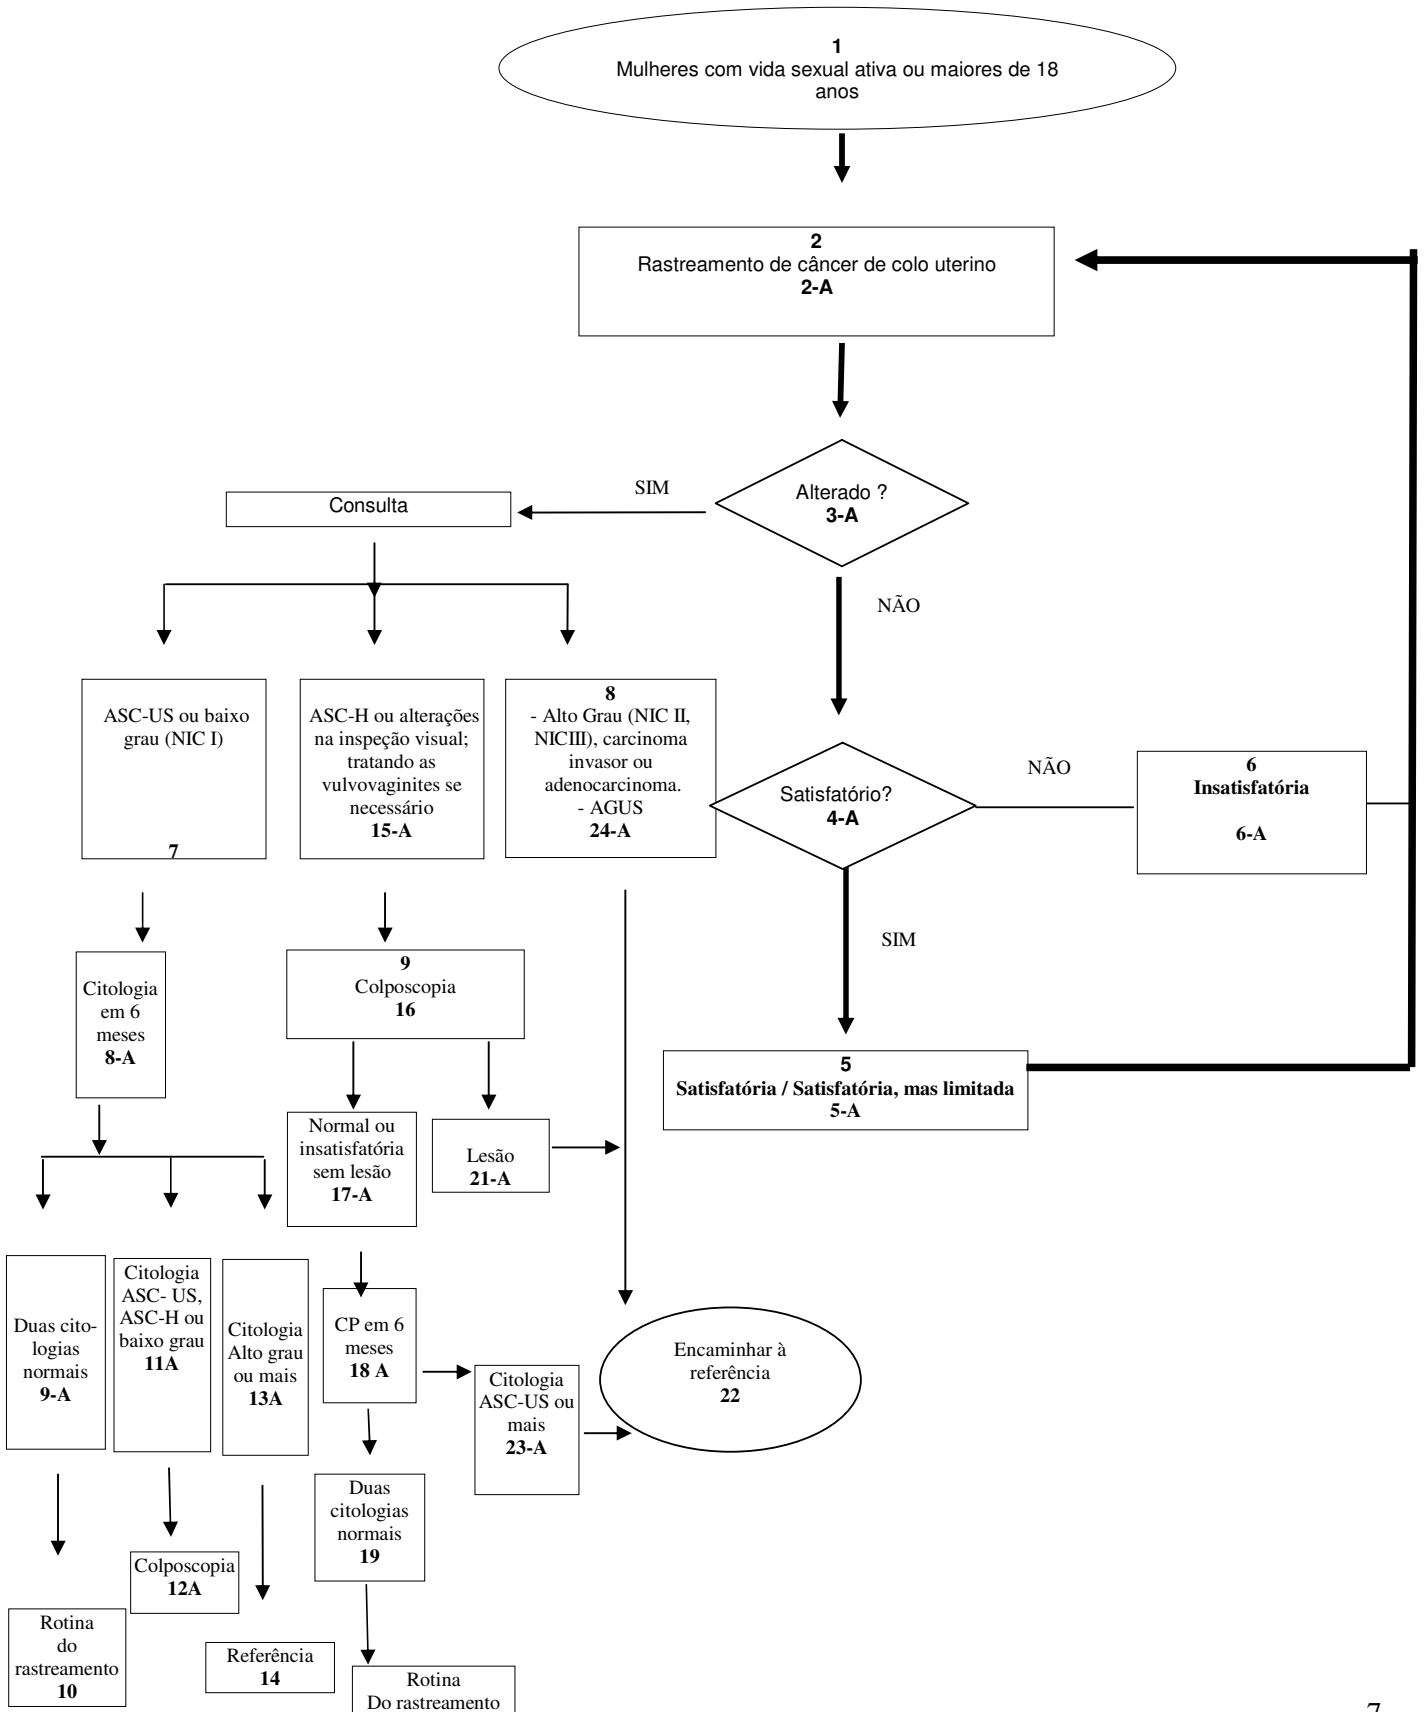 1
Mulheres com vida sexual ativa ou maiores de 18
anos
2
Rastreamento de câncer de colo uterino
2-A
Alterado ?
3-A
SIM
Consulta
NÃO
ASC-US ou baixo
grau (NIC I)
7
ASC-H ou alterações
na inspeção visual;
tratando as
vulvovaginites se
necessário
15-A
8
- Alto Grau (NIC II,
NICIII), carcinoma
invasor ou
adenocarcinoma.
- AGUS
24-A
Satisfatório?
4-A
NÃO
6
Insatisfatória
6-A
SIM
5
Satisfatória / Satisfatória, mas limitada
5-A
Citologia
em 6
meses
8-A
9
Colposcopia
16
Normal ou
insatisfatória
sem lesão
17-A
Lesão
21-A
Duas cito-
logias
normais
9-A
Citologia
ASC- US,
ASC-H ou
baixo grau
11A
Citologia
Alto grau
ou mais
13A
CP em 6
meses
18 A
Citologia
ASC-US ou
mais
23-A
Encaminhar à
referência
22
Duas
citologias
normais
19
Colposcopia
12A
Rotina
do
rastreamento
10
Referência
14
Rotina
Do rastreamento
7